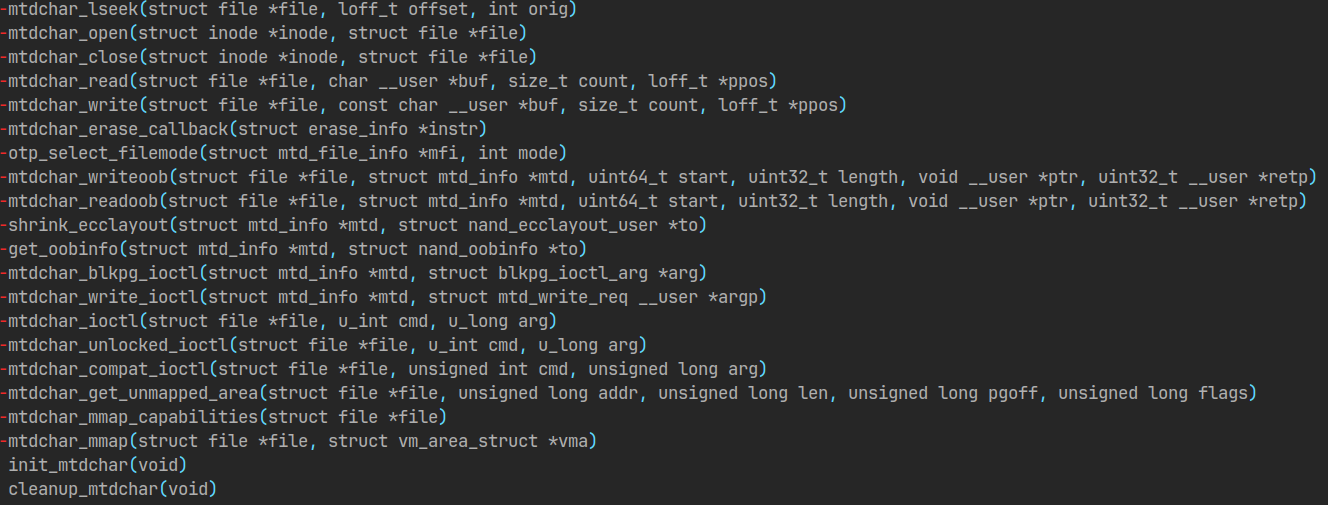 -mtdchar_lseek(struct file *file, loff_t offset, int orig)
-mtdchar_open(struct inode *inode, struct file *file)
-mtdchar_close(struct inode *inode, struct file *file)
-mtdchar_read(struct file *file, char __user *buf, size_t count, loff_t *ppos)
-mtdchar_write(struct file *file, const char __user *buf, size_t count, loff_t *ppos)
-mtdchar_erase_callback(struct erase_info *instr)
-otp_select_filemode(struct mtd_file_info *mfi, int mode)
-mtdchar_writeoob(struct file *file, struct mtd_info *mtd, uint64_t start, uint32_t length, void __user *ptr, uint32_t __user *retp)
-mtdchar_readoob(struct file *file, struct mtd_info *mtd, uint64_t start, uint32_t length, void __user *ptr, uint32_t __user *retp)
-shrink_ecclayout(struct mtd_info *mtd, struct nand_ecclayout_user *to)
-get_oobinfo(struct mtd_info *mtd, struct nand_oobinfo *to)
-mtdchar_blkpg_ioctl(struct mtd_info *mtd, struct blkpg_ioctl_arg *arg)
-mtdchar_write_ioctl(struct mtd_info *mtd, struct mtd_write_req __user *argp)
-mtdchar_ioctl(struct file *file, u_int cmd, u_long arg)
-mtdchar_unlocked_ioctl(struct file *file, u_int cmd, u_long arg)
-mtdchar_compat_ioctl(struct file *file, unsigned int cmd, unsigned long arg)
-mtdchar_get_unmapped_area(struct file *file, unsigned long addr, unsigned long len, unsigned long pgoff, unsigned long flags)
-mtdchar_mmap_capabilities(struct file *file)
-mtdchar_mmap(struct file *file, struct vm_area_struct *vma)
 init_mtdchar(void)
 cleanup_mtdchar(void)